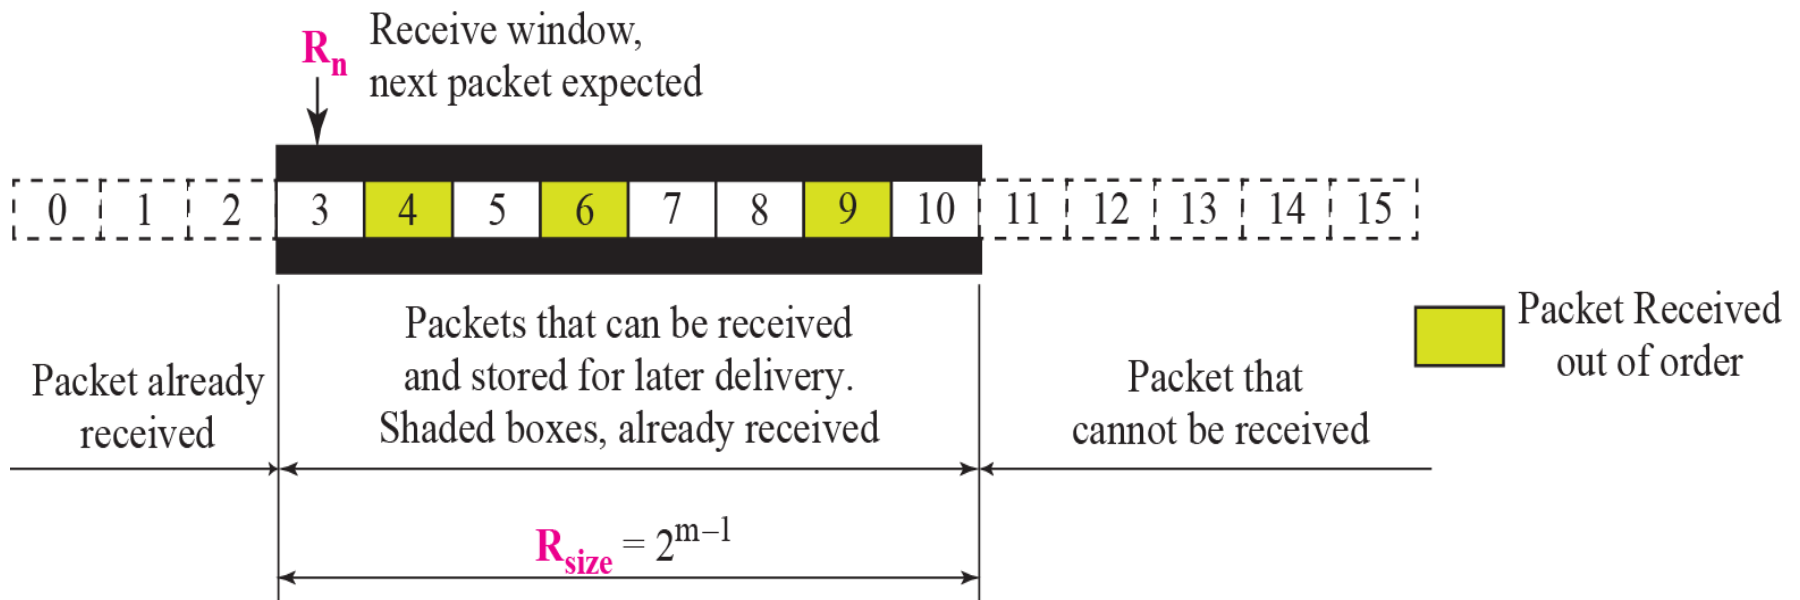 Rn
Receive window,
next packet expected
0 1 2 3 4 5 6 7 8 9 10 11 12 13 14 15
Packet already
received
Packets that can be received
and stored for later delivery.
Shaded boxes, already received
Packet that
cannot be received
Packet Received
out of order
Rsize = 2^m–1